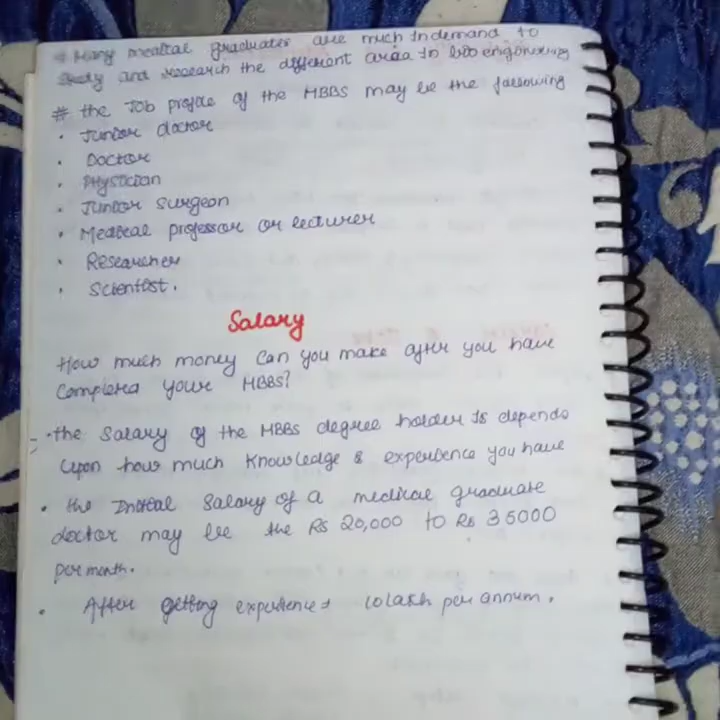 * Many medical graduates are much in demand to
study and research the different area in bio engineering
# the Job profile of the MBBS may be the following
• Junior doctor
• Doctor
• Physician
• Junior Surgeon
• Medical professor or lecturer
• Researcher
• Scientist.
Salary
How much money can you make after you have
completed your MBBS?
• the Salary of the MBBS degree holder is depends
upon how much Knowledge & experience you have
• the Initial Salary of a medical graduate
doctor may be the Rs 20,000 to Rs 35000
per month.
• After getting experience → 10 lakh per annum.